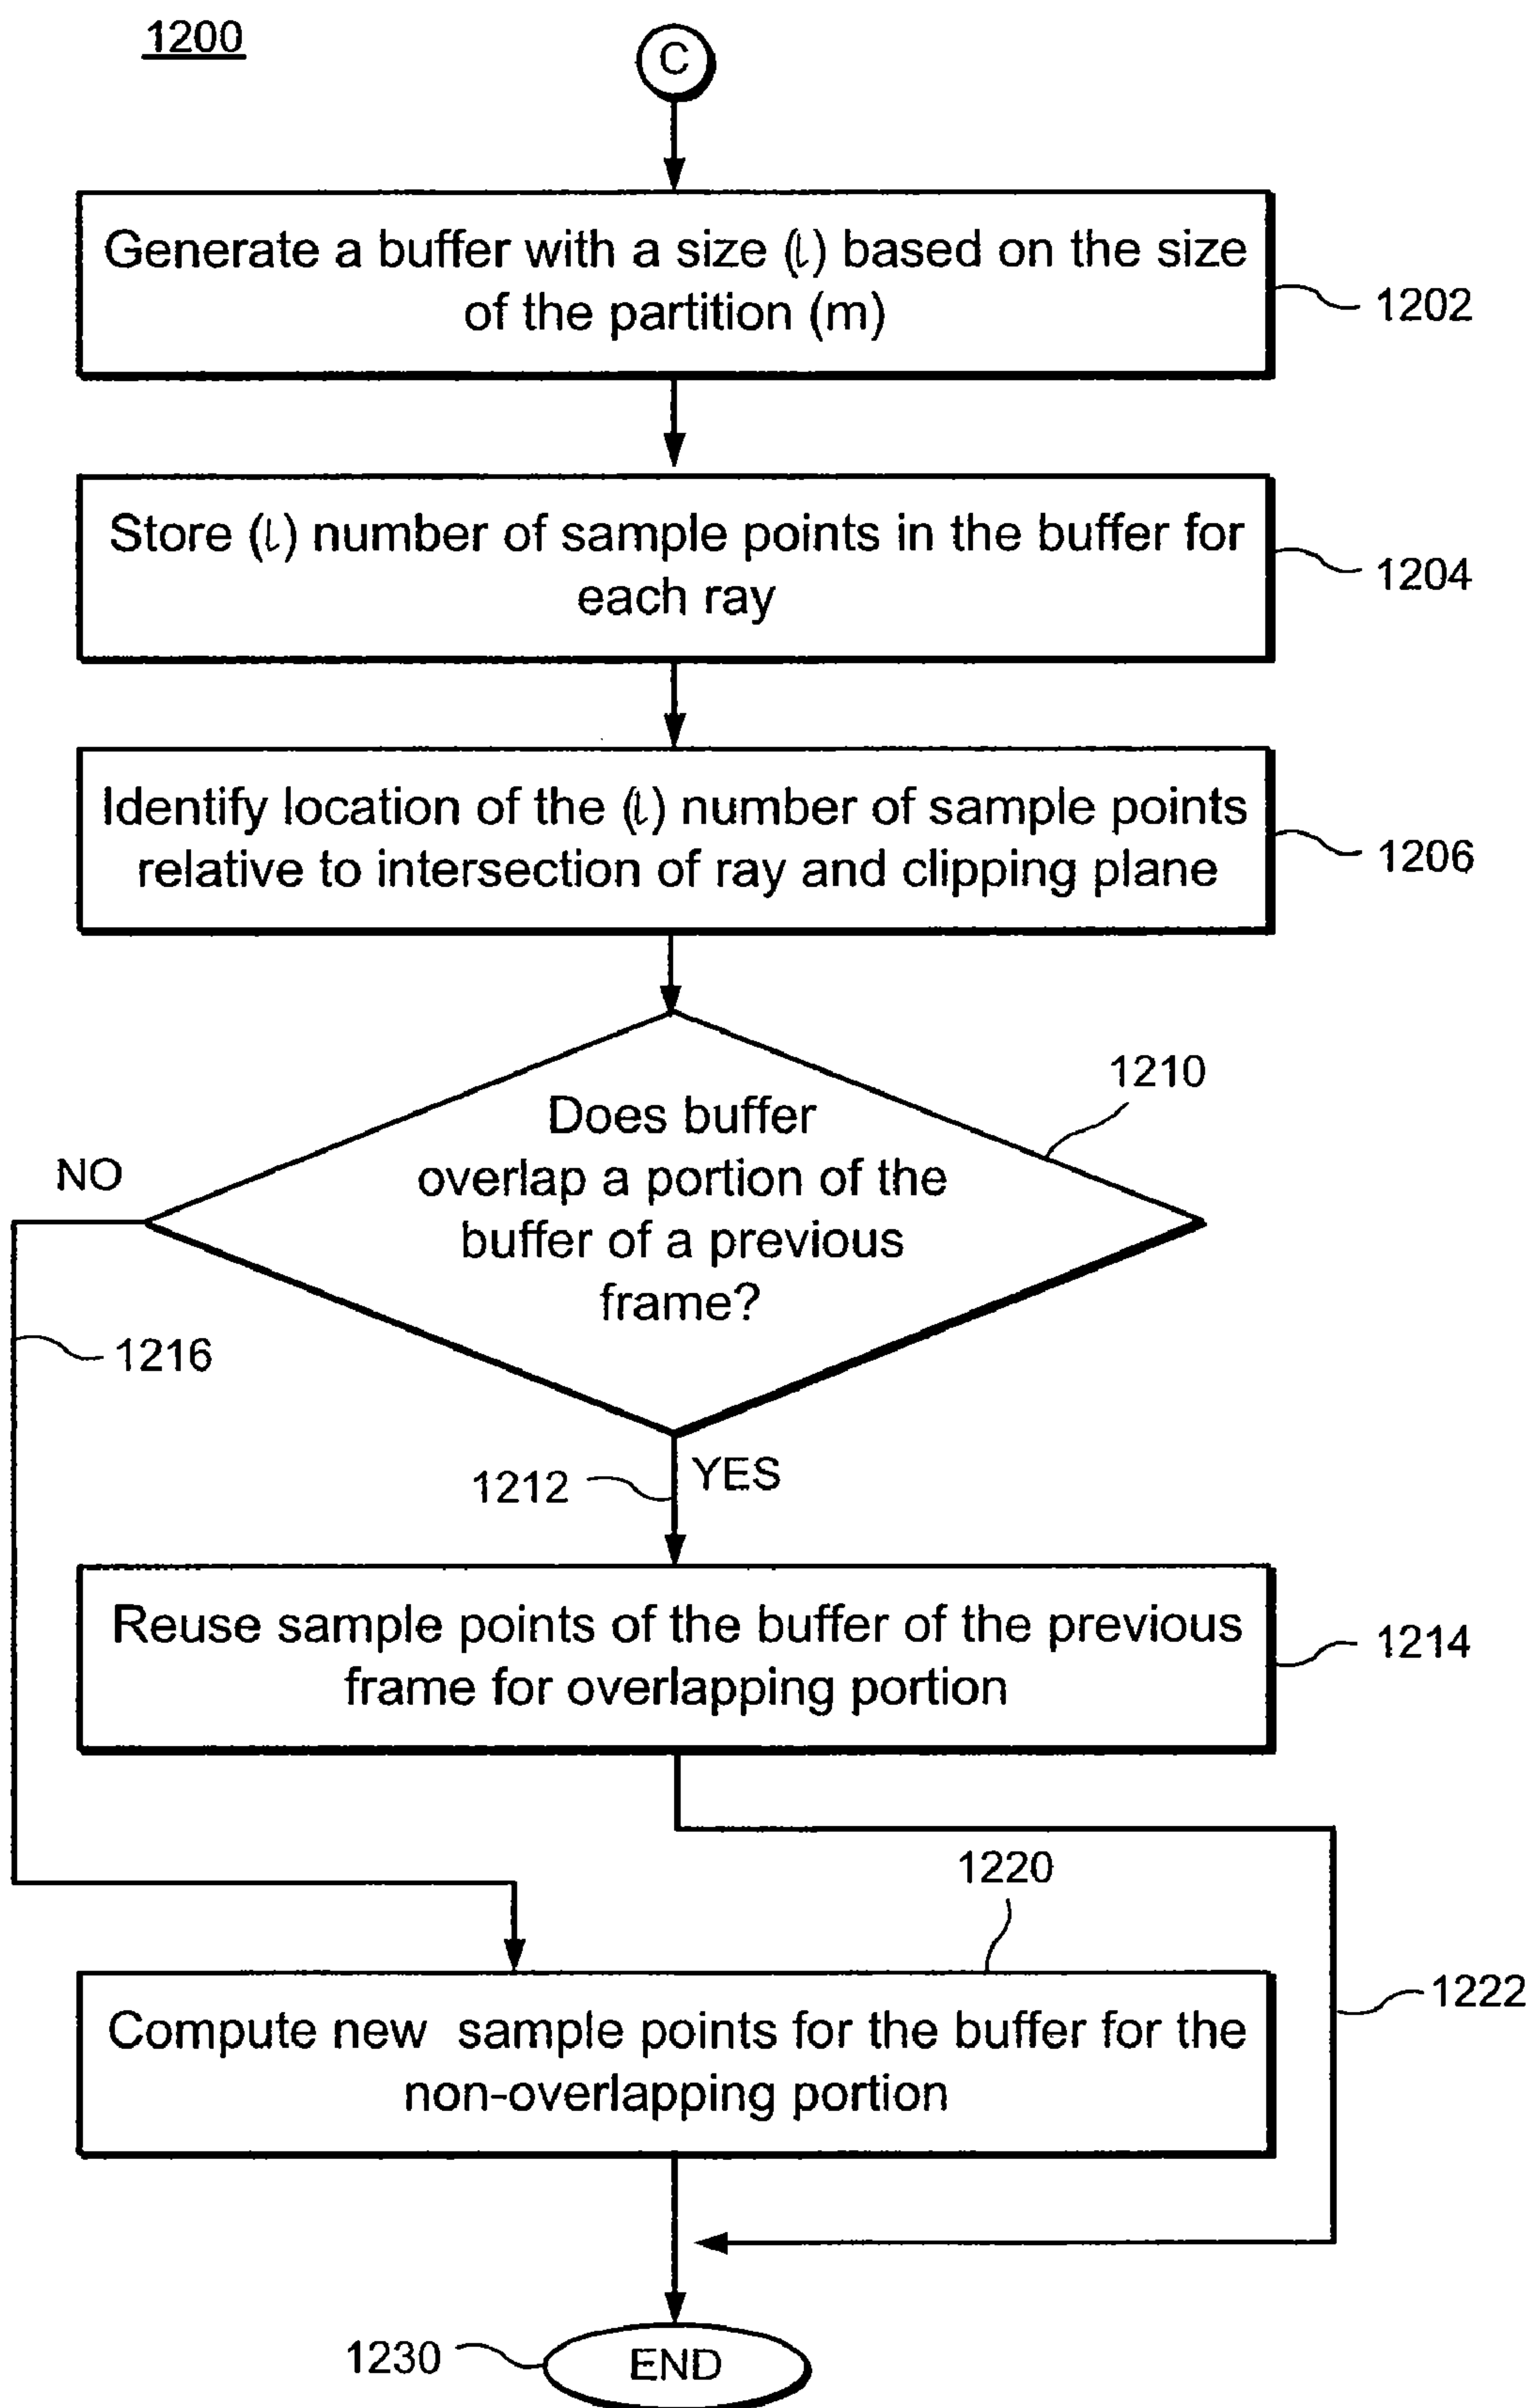 1200
C
Generate a buffer with a size (l) based on the size
of the partition (m)
1202
Store (l) number of sample points in the buffer for
each ray
1204
Identify location of the (l) number of sample points
relative to intersection of ray and clipping plane
1206
1210
Does buffer
overlap a portion of the
buffer of a previous
frame?
NO
1216
1212
YES
Reuse sample points of the buffer of the previous
frame for overlapping portion
1214
1220
1222
Compute new sample points for the buffer for the
non-overlapping portion
1230
END